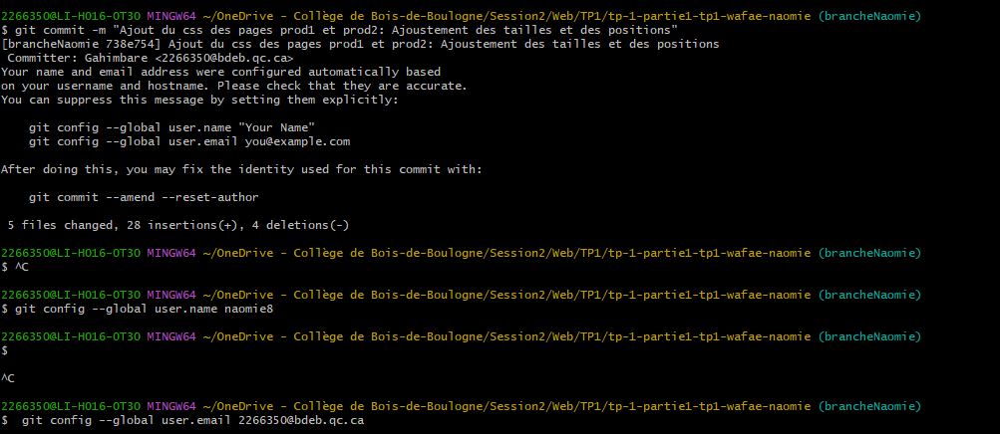 2266350@LI-H016-OT30 MINGW64 ~/OneDrive - Collège de Bois-de-Boulogne/Session2/Web/TP1/tp-1-partie1-tp1-wafae-naomie (brancheNaomie)
$ git commit -m "Ajout du css des pages prod1 et prod2: Ajoustement des tailles et des positions"
[brancheNaomie 738e754] Ajout du css des pages prod1 et prod2: Ajoustement des tailles et des positions
 Committer: Gahimbare <2266350@bdeb.qc.ca>
Your name and email address were configured automatically based
on your username and hostname. Please check that they are accurate.
You can suppress this message by setting them explicitly:
    git config --global user.name "Your Name"
    git config --global user.email you@example.com
After doing this, you may fix the identity used for this commit with:
    git commit --amend --reset-author
 5 files changed, 28 insertions(+), 4 deletions(-)
2266350@LI-H016-OT30 MINGW64 ~/OneDrive - Collège de Bois-de-Boulogne/Session2/Web/TP1/tp-1-partie1-tp1-wafae-naomie (brancheNaomie)
$ ^C
2266350@LI-H016-OT30 MINGW64 ~/OneDrive - Collège de Bois-de-Boulogne/Session2/Web/TP1/tp-1-partie1-tp1-wafae-naomie (brancheNaomie)
$ git config --global user.name naomie8
2266350@LI-H016-OT30 MINGW64 ~/OneDrive - Collège de Bois-de-Boulogne/Session2/Web/TP1/tp-1-partie1-tp1-wafae-naomie (brancheNaomie)
$
^C
2266350@LI-H016-OT30 MINGW64 ~/OneDrive - Collège de Bois-de-Boulogne/Session2/Web/TP1/tp-1-partie1-tp1-wafae-naomie (brancheNaomie)
$  git config --global user.email 2266350@bdeb.qc.ca